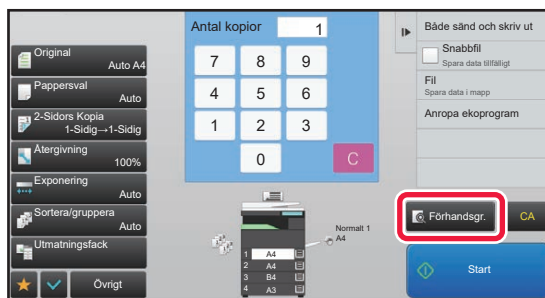 Original
Auto A4
Pappersval
Auto
2-Sidors Kopia
1-Sidig→1-Sidig
Återgivning
100%
Exponering
Auto
Sortera/gruppera
Auto
Utmatningsfack
Övrigt
Antal kopior 1
7 8 9
4 5 6
1 2 3
0 C
Normalt 1
A4
1 A4
2 A4
3 B4
4 A3
Både sänd och skriv ut
Snabbfil
Spara data tillfälligt
Fil
Spara data i mapp
Anropa ekoprogram
Förhandsgr. CA
Start